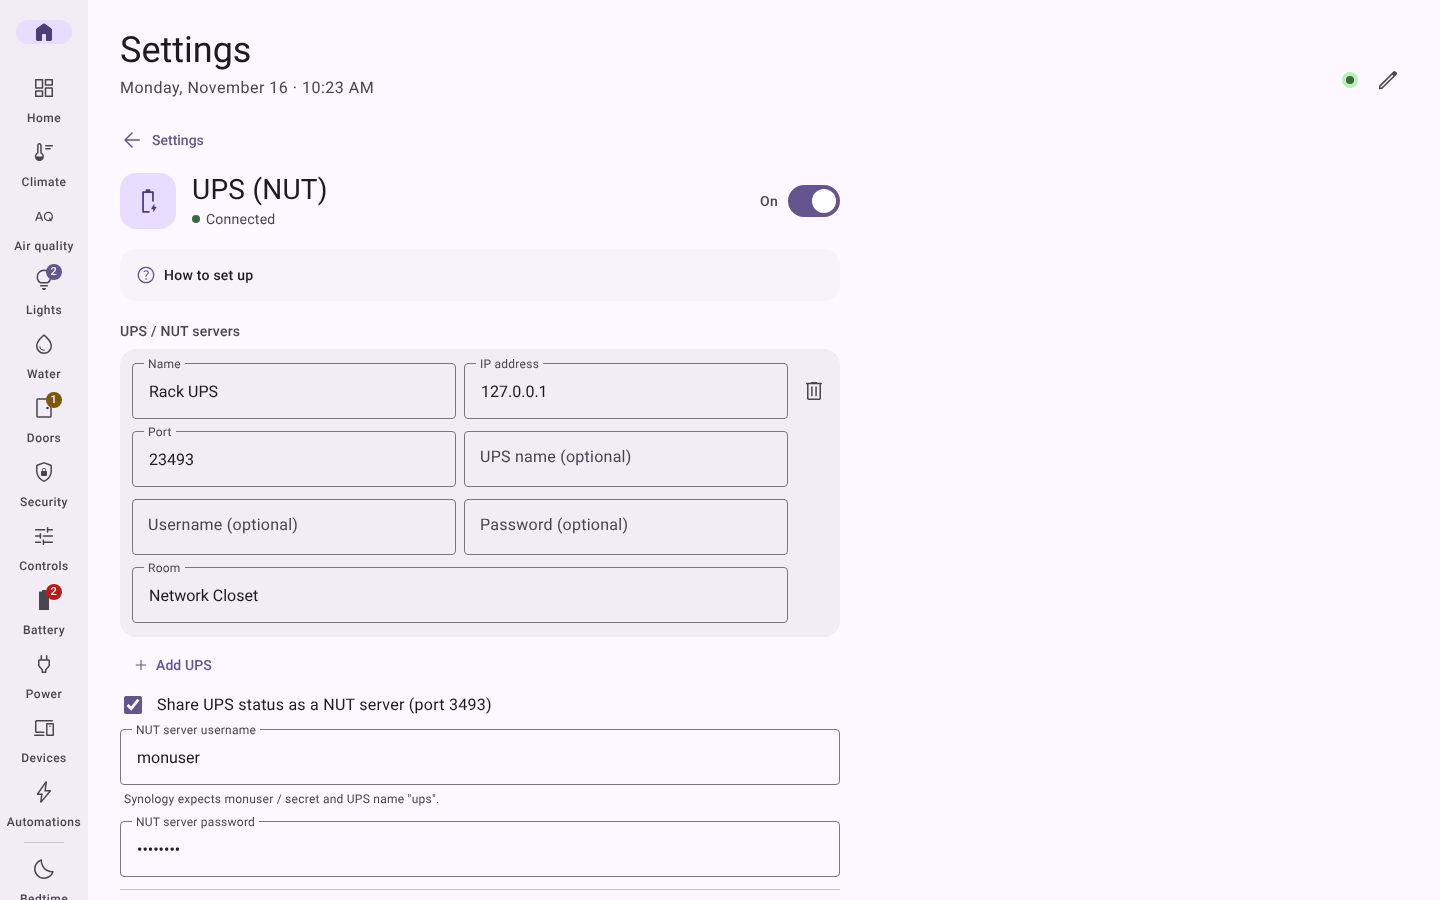 Settings
Monday, November 16 · 10:23 AM
Home
Climate
AQ
Air quality
2
Lights
Water
1
Doors
Security
Controls
2
Battery
Power
Devices
Automations
Bedtime
Settings
UPS (NUT)
Connected
On
How to set up
UPS / NUT servers
Name
Rack UPS
IP address
127.0.0.1
Port
23493
UPS name (optional)
Username (optional)
Password (optional)
Room
Network Closet
Add UPS
Share UPS status as a NUT server (port 3493)
NUT server username
monuser
Synology expects monuser / secret and UPS name "ups".
NUT server password
••••••••